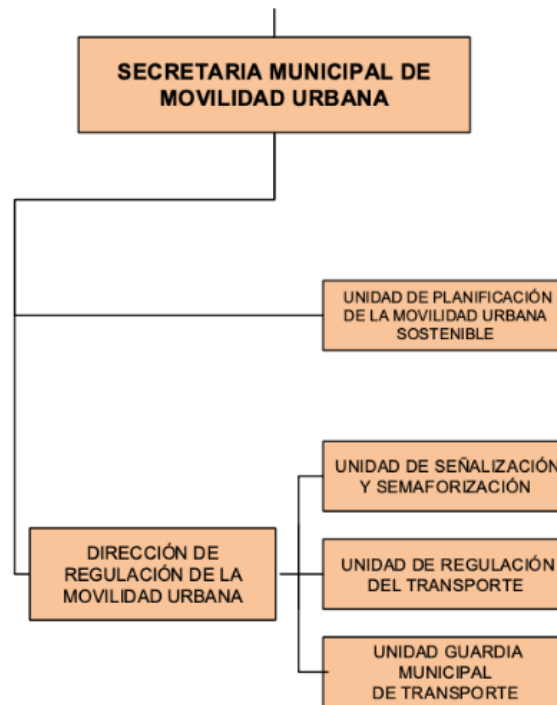 SECRETARIA MUNICIPAL DE
MOVILIDAD URBANA
UNIDAD DE PLANIFICACIÓN
DE LA MOVILIDAD URBANA
SOSTENIBLE
UNIDAD DE SEÑALIZACIÓN
Y SEMAFORIZACIÓN
DIRECCIÓN DE
REGULACIÓN DE LA
MOVILIDAD URBANA
UNIDAD DE REGULACIÓN
DEL TRANSPORTE
UNIDAD GUARDIA
MUNICIPAL
DE TRANSPORTE